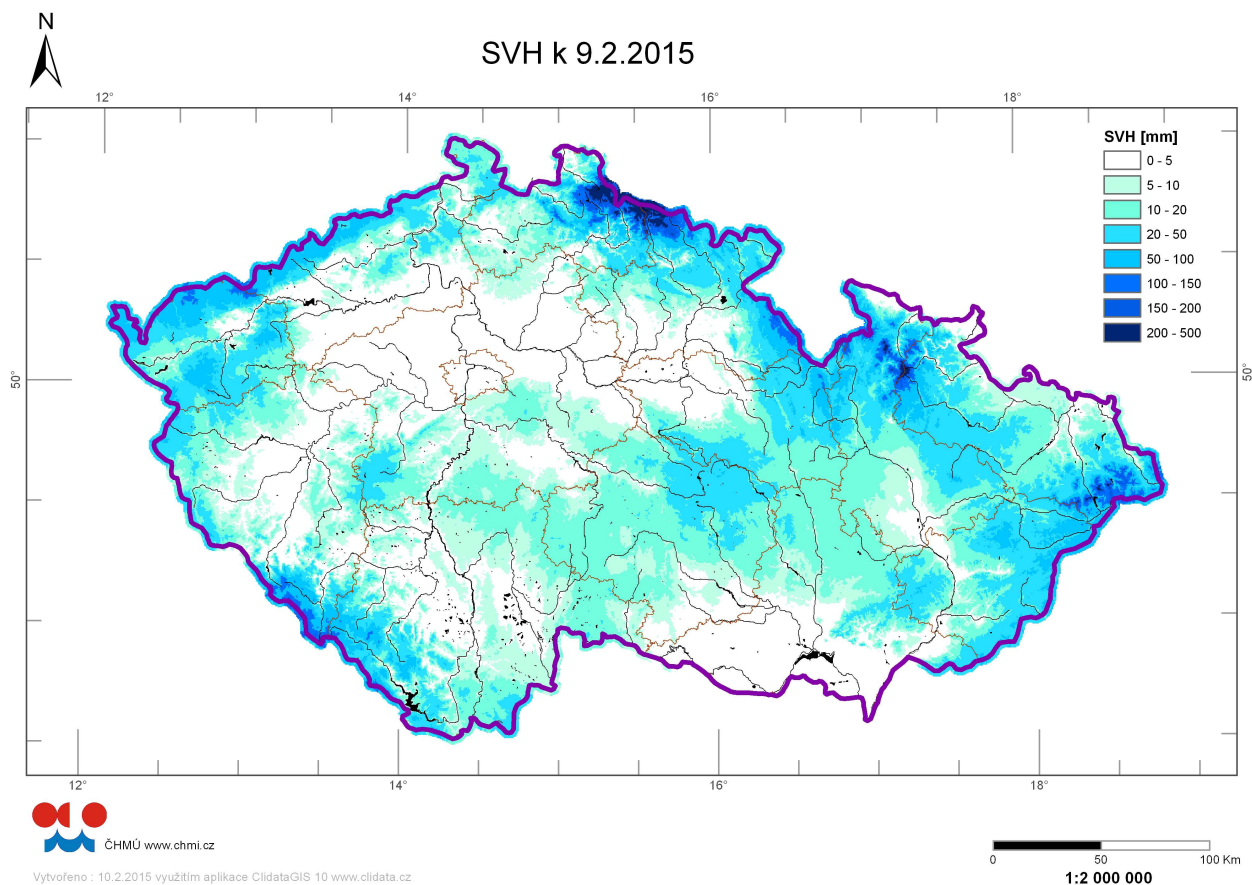 N
SVH k 9.2.2015
12° 14° 16° 18°
SVH [mm]
0 - 5
5 - 10
10 - 20
20 - 50
50 - 100
100 - 150
150 - 200
200 - 500
50° 50°
12° 14° 16° 18°
ČHMÚ www.chmi.cz
0 50 100 Km
1:2 000 000
Vytvořeno : 10.2.2015 využitím aplikace ClidataGIS 10 www.clidata.cz